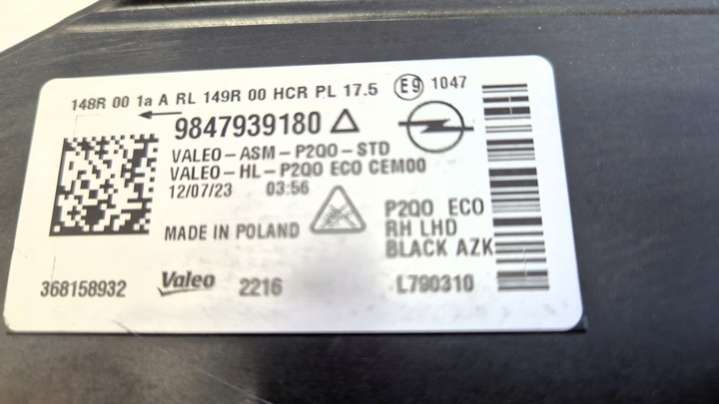 148R 00 1a A RL 149R 00 HCR PL 17.5 E9 1047
9847939180
VALEO-ASM-P2QO-STD
VALEO-HL-P2QO ECO CEM00
12/07/23 03:56
MADE IN POLAND
P2QO ECO
RH LHD
BLACK AZK
368158932 Valeo 2216 L790310